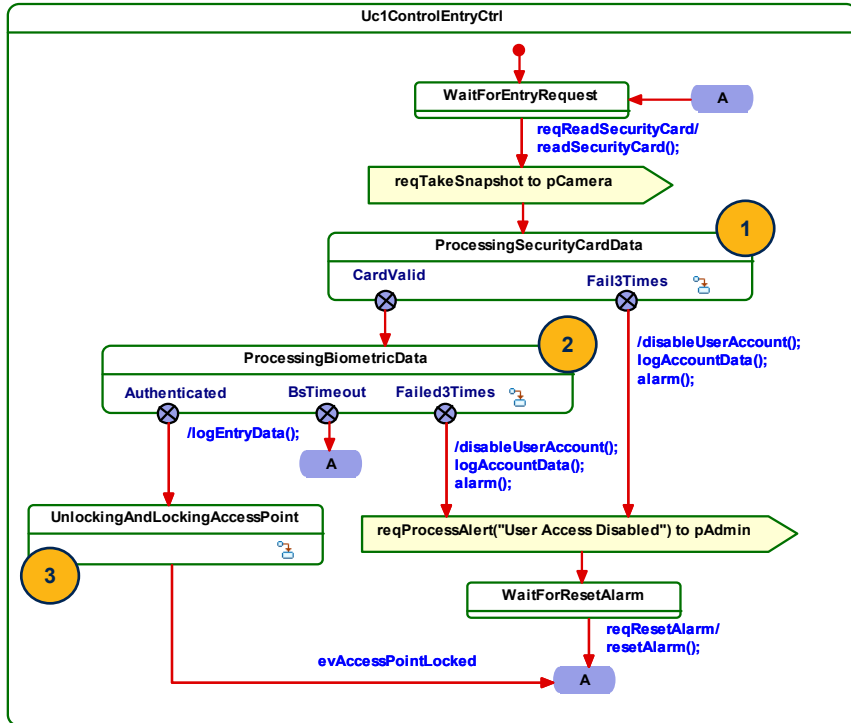 Uc1ControlEntryCtrl
WaitForEntryRequest
A
reqReadSecurityCard/
readSecurityCard();
reqTakeSnapshot to pCamera
1
ProcessingSecurityCardData
CardValid
Fail3Times
2
ProcessingBiometricData
/disableUserAccount();
logAccountData();
alarm();
Authenticated
BsTimeout
Failed3Times
/logEntryData();
A
/disableUserAccount();
logAccountData();
alarm();
UnlockingAndLockingAccessPoint
3
reqProcessAlert("User Access Disabled") to pAdmin
WaitForResetAlarm
reqResetAlarm/
resetAlarm();
evAccessPointLocked
A